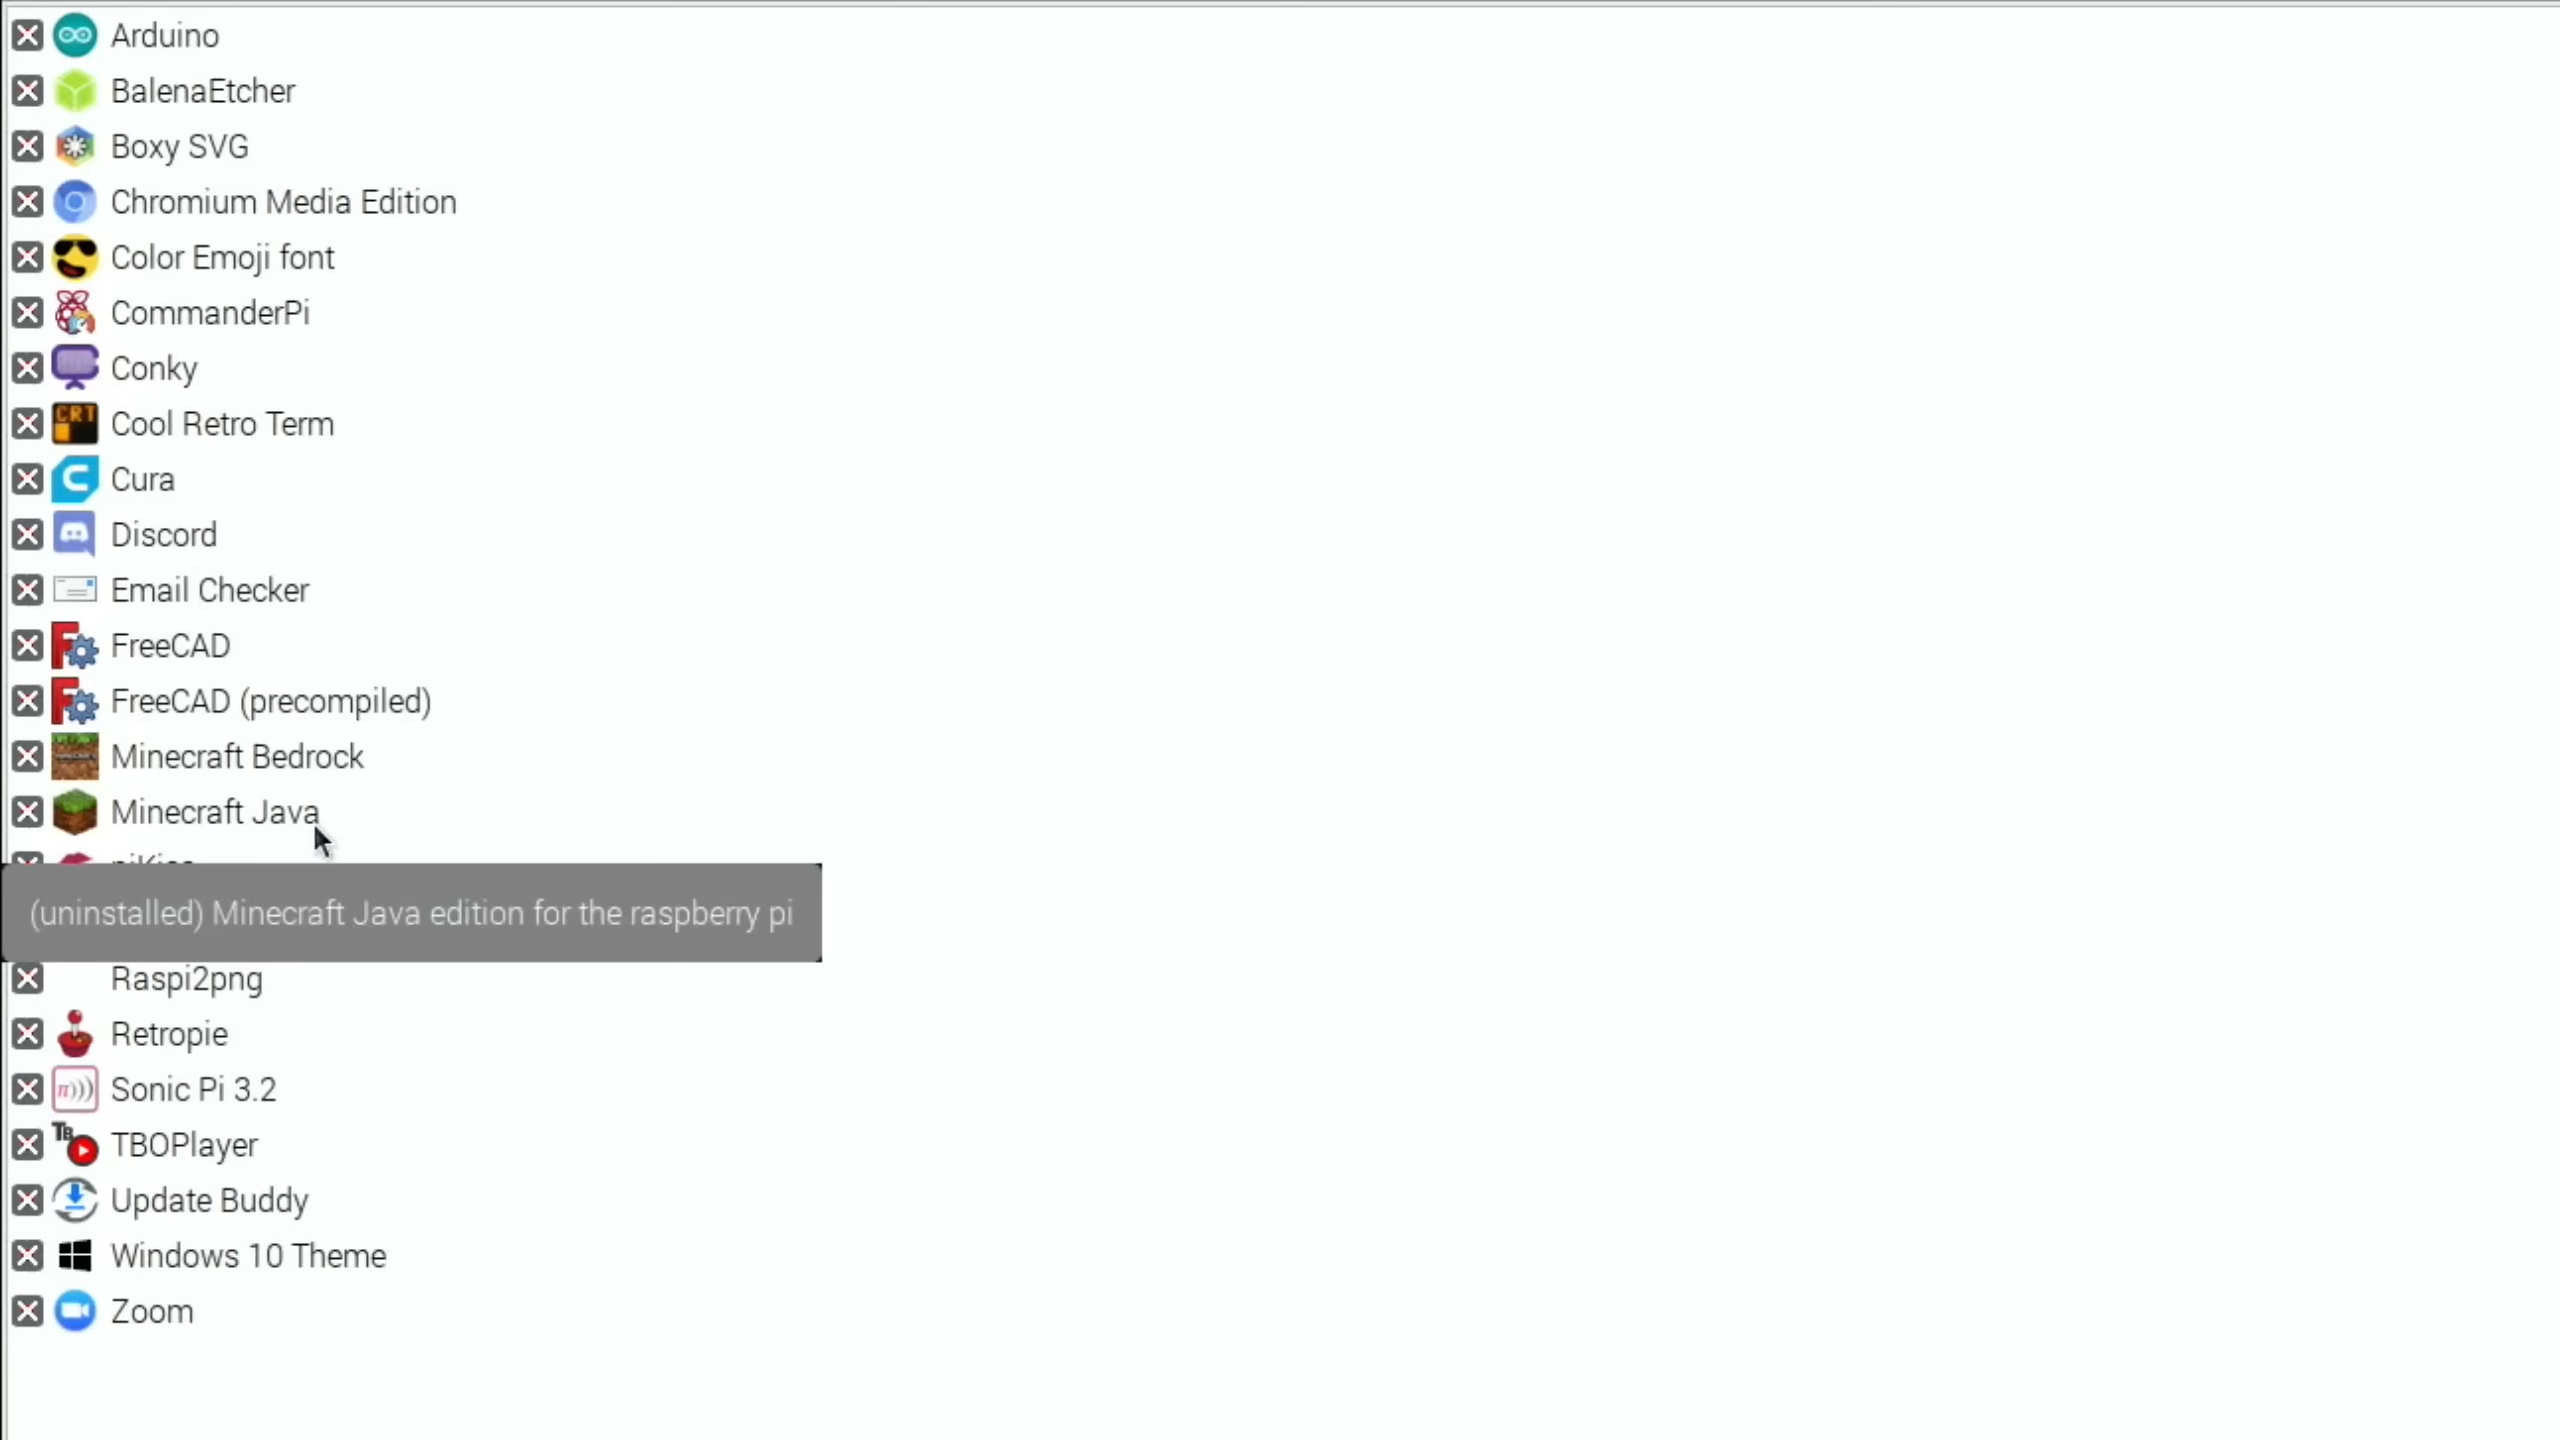 Arduino
BalenaEtcher
Boxy SVG
Chromium Media Edition
Color Emoji font
CommanderPi
Conky
CRT
Cool Retro Term
Cura
Discord
Email Checker
FreeCAD
FreeCAD (precompiled)
Minecraft Bedrock
Minecraft Java
(uninstalled) Minecraft Java edition for the raspberry pi
Raspi2png
Retropie
Sonic Pi 3.2
TB TBOPlayer
Update Buddy
Windows 10 Theme
Zoom